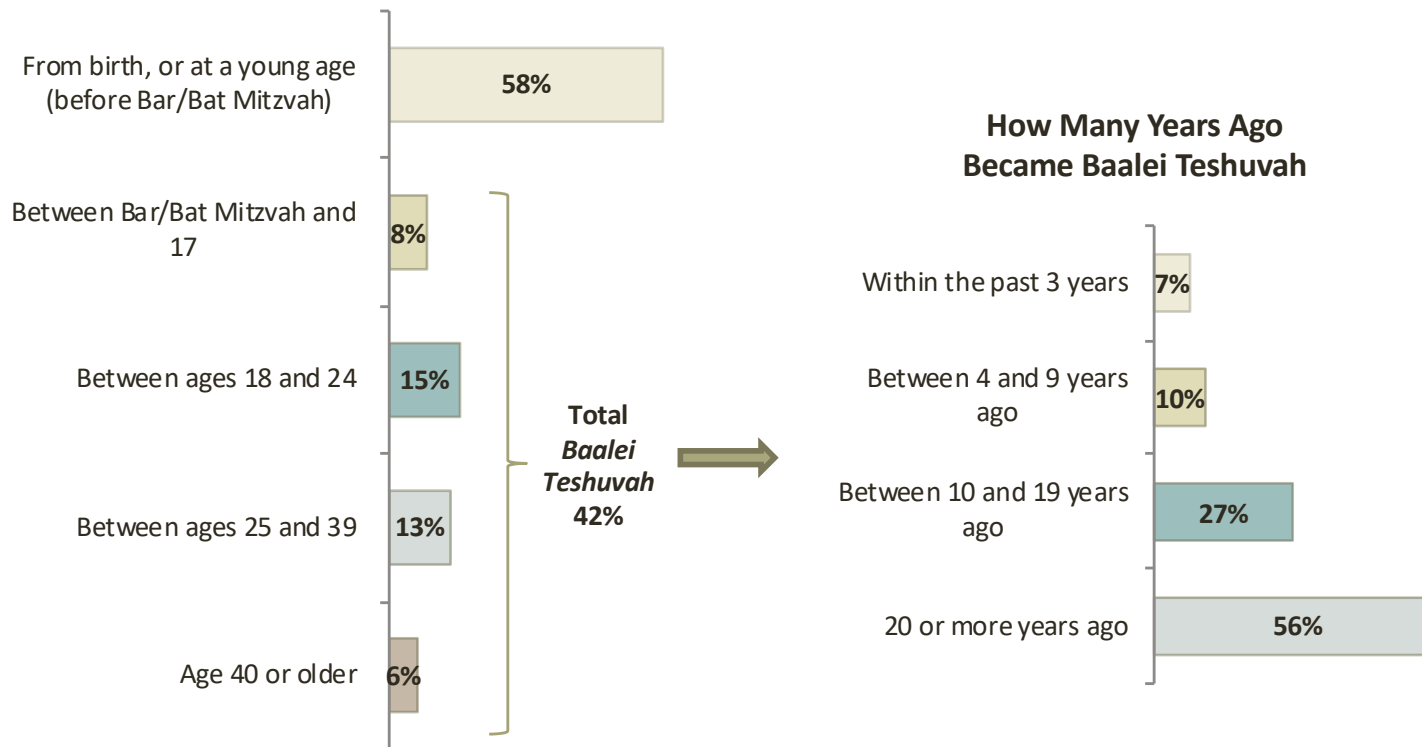 From birth, or at a young age
(before Bar/Bat Mitzvah)
58%
Between Bar/Bat Mitzvah and
17
8%
Between ages 18 and 24
15%
Between ages 25 and 39
13%
Age 40 or older
6%
Total
Baalei
Teshuvah
42%
How Many Years Ago
Became Baalei Teshuvah
Within the past 3 years
7%
Between 4 and 9 years
ago
10%
Between 10 and 19 years
ago
27%
20 or more years ago
56%